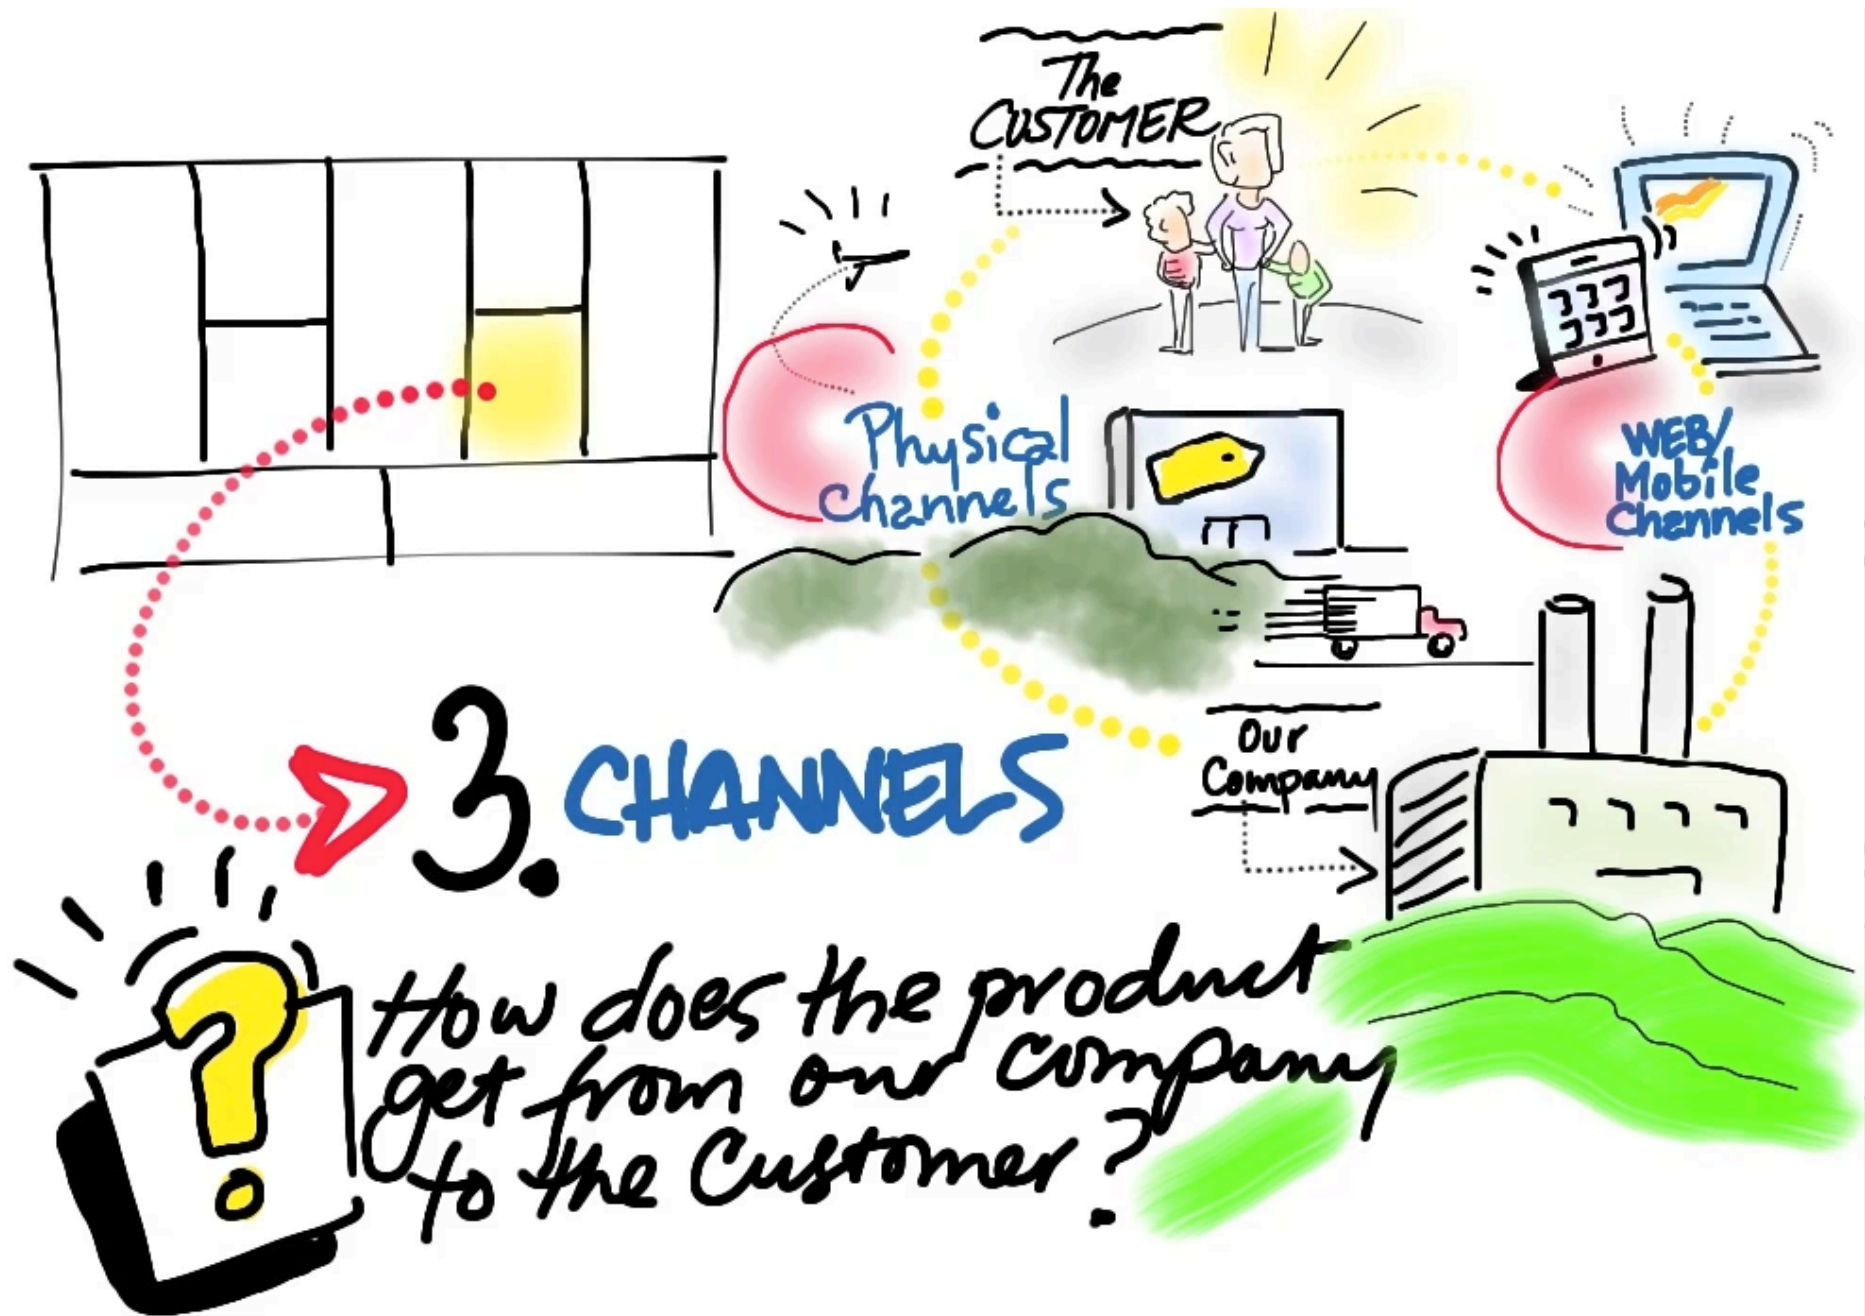 The
CUSTOMER
Physical
Channels
WEB/
Mobile
Channels
Our
Company
3. CHANNELS
How does the product
get from our company
to the Customer?